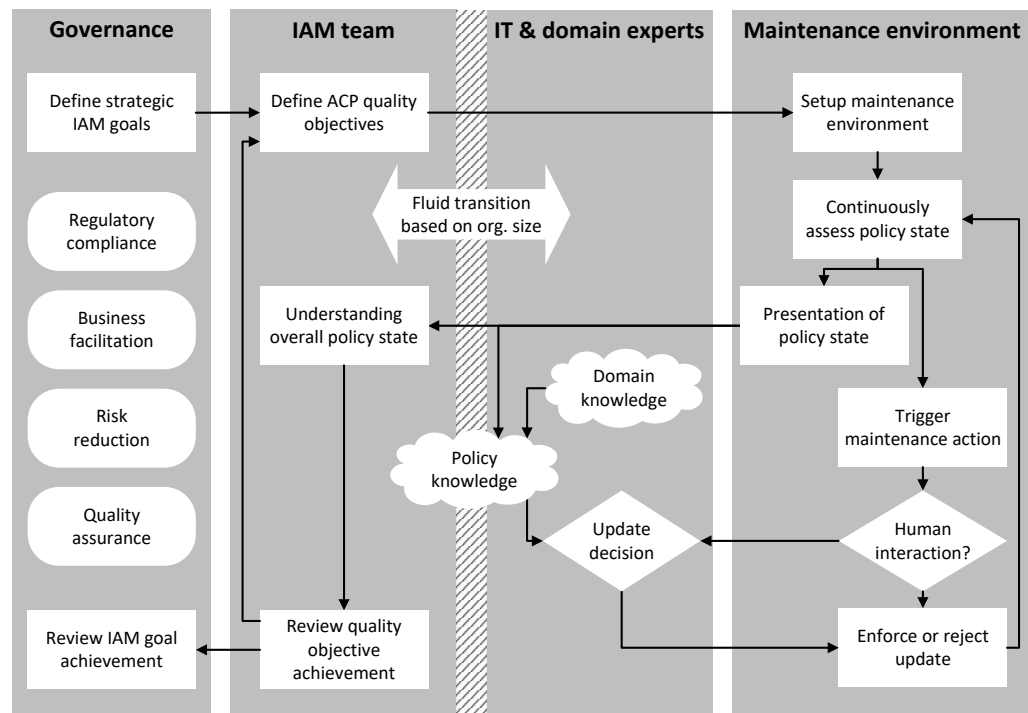 Governance
IAM team
IT & domain experts
Maintenance environment
Define strategic
IAM goals
Define ACP quality
objectives
Setup maintenance
environment
Regulatory
compliance
Fluid transition
based on org. size
Continuously
assess policy state
Business
facilitation
Understanding
overall policy state
Presentation of
policy state
Domain
knowledge
Risk
reduction
Trigger
maintenance action
Policy
knowledge
Quality
assurance
Update
decision
Human
interaction?
Review IAM goal
achievement
Review quality
objective
achievement
Enforce or reject
update